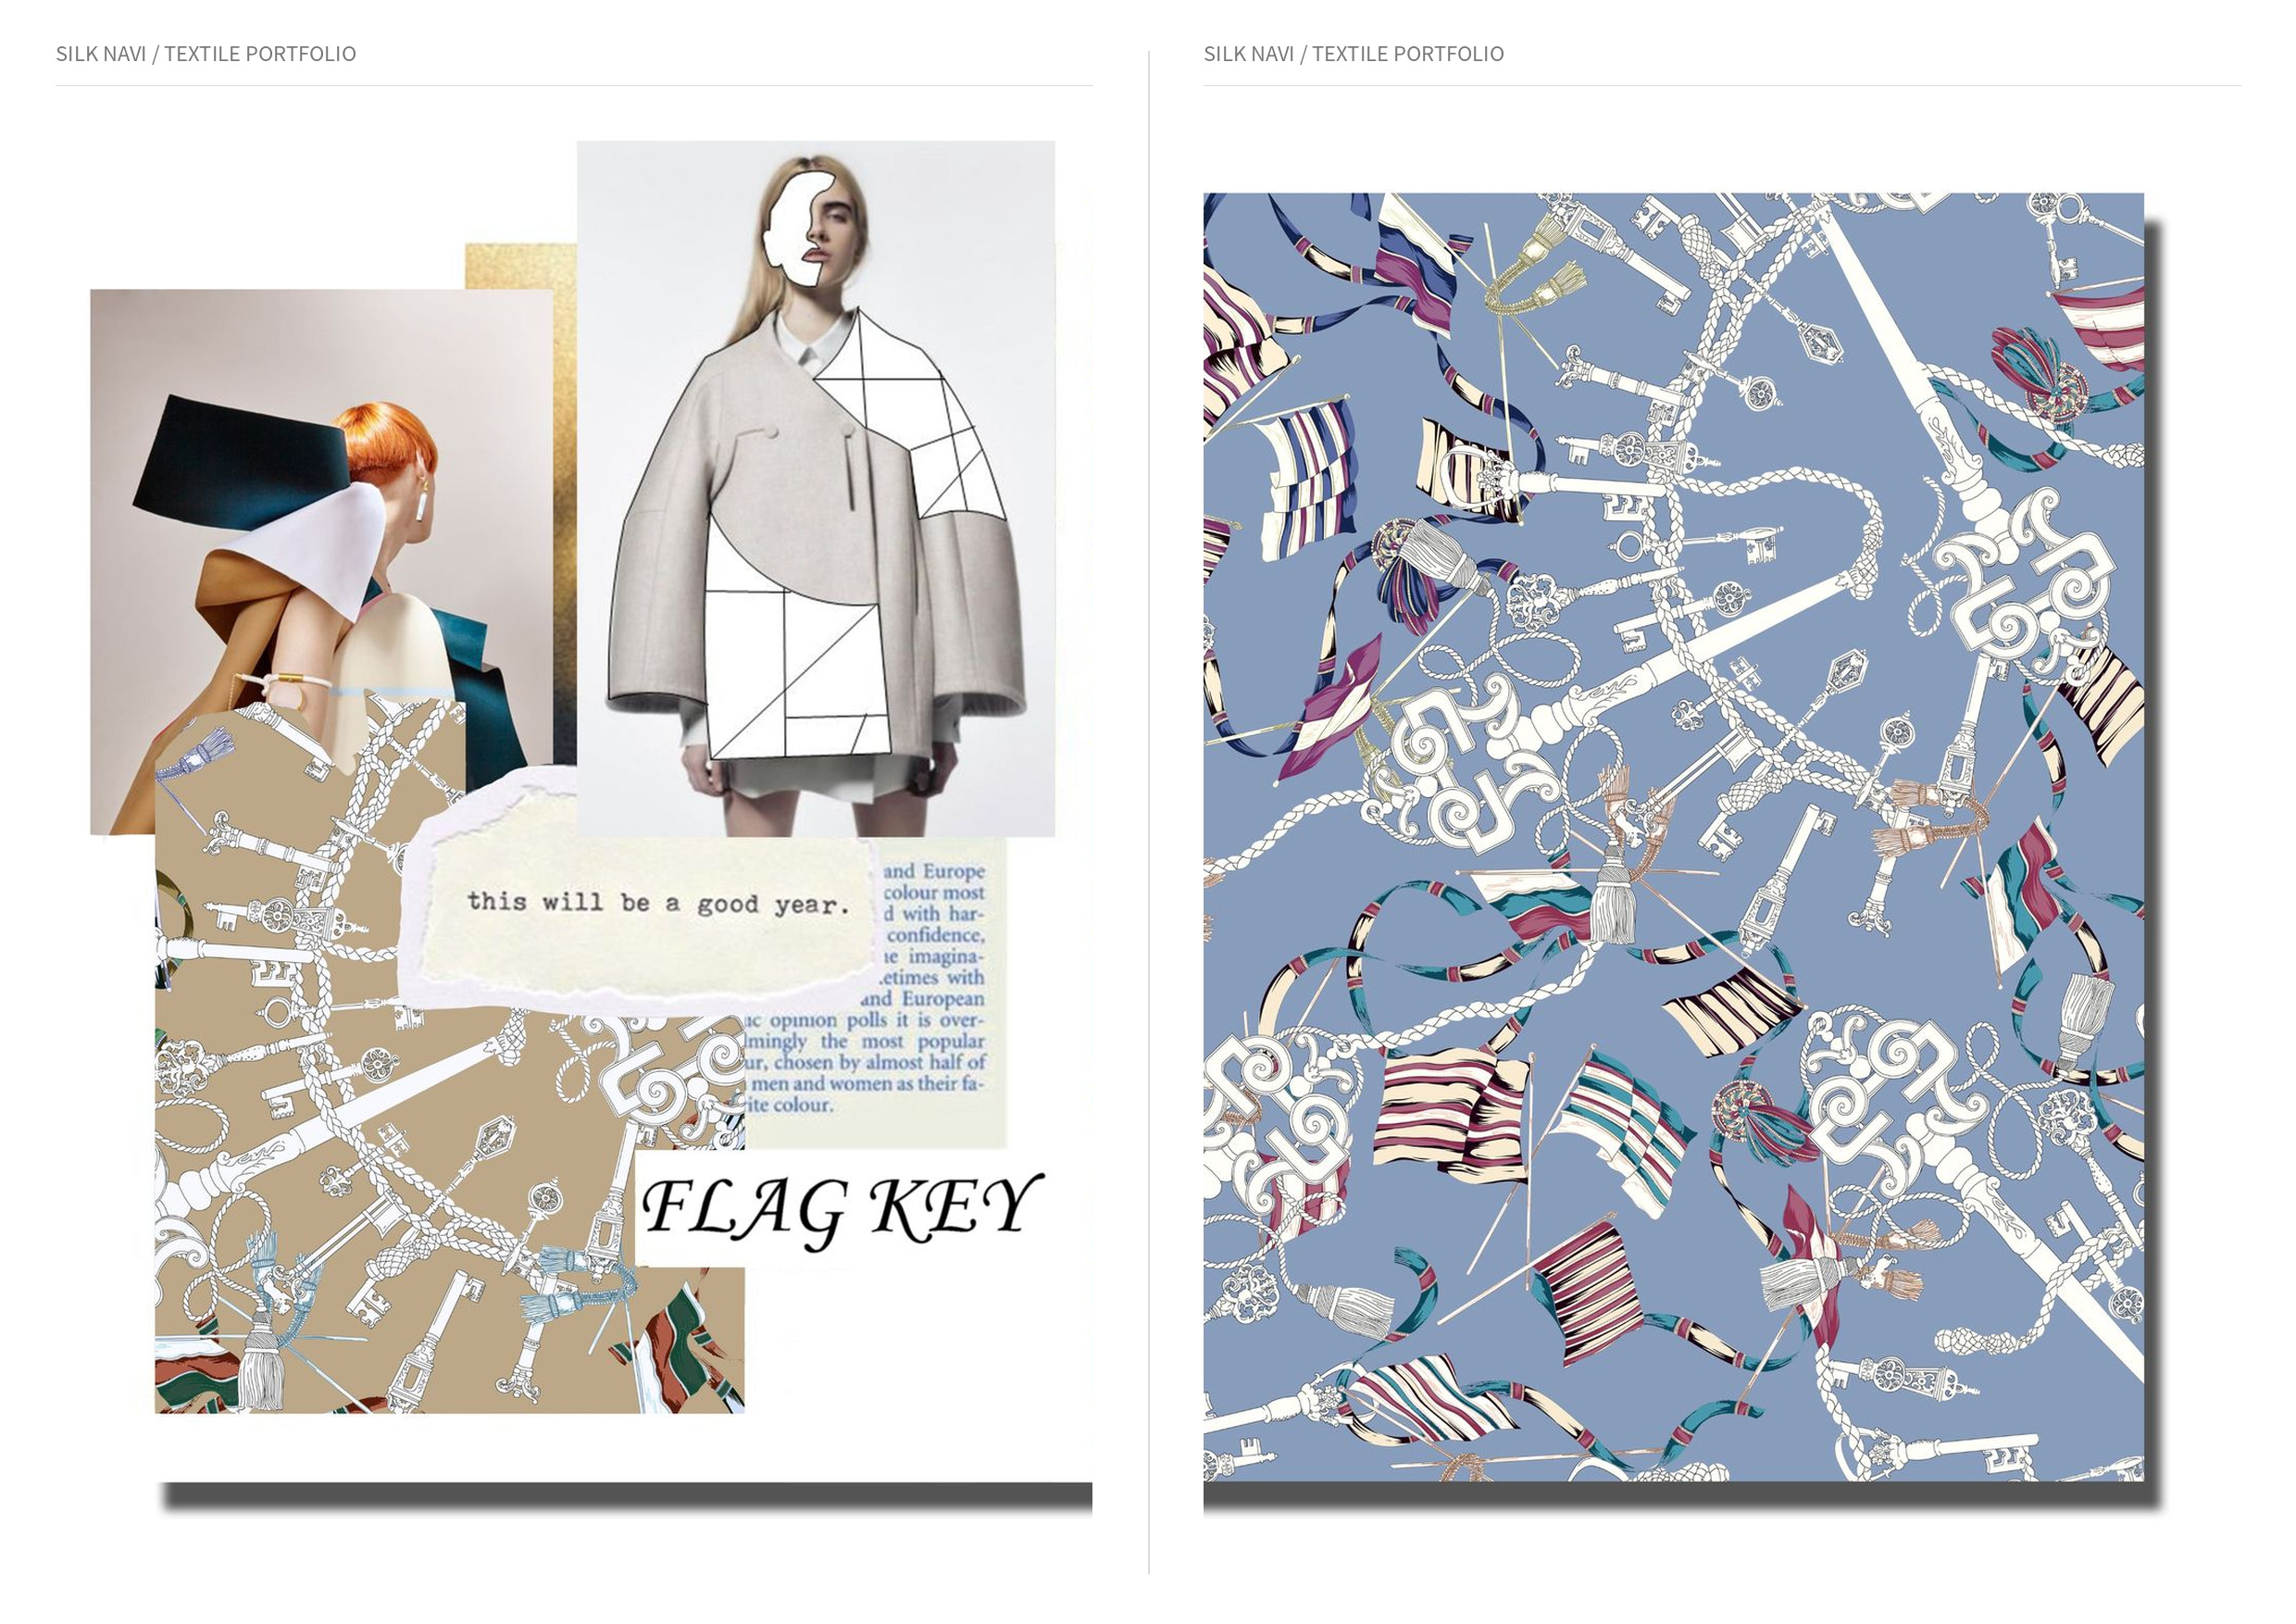 SILK NAVI / TEXTILE PORTFOLIO
SILK NAVI / TEXTILE PORTFOLIO
this will be a good year.
and Europe
colour most
d with har-
confidence,
imagina-
etimes with
and European
opinion polls it is over-
lmingly the most popular
ur, chosen by almost half of
men and women as their fa-
ite colour.
FLAG KEY